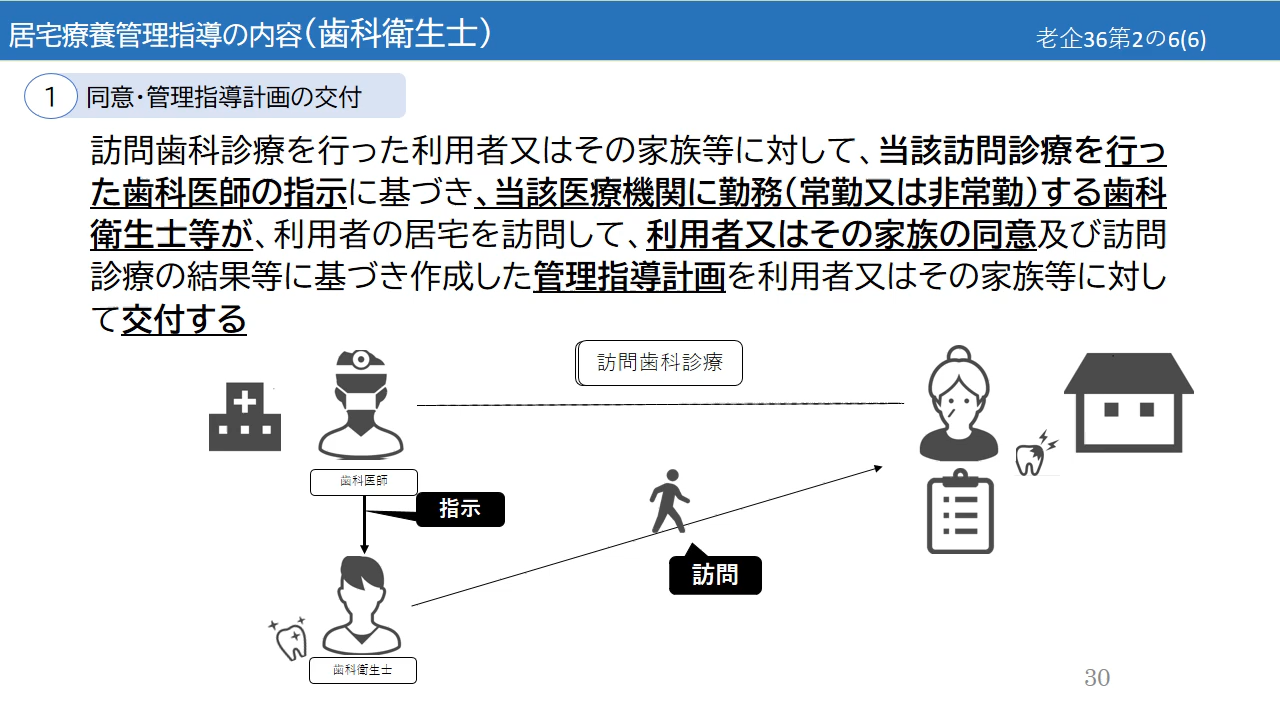 居宅療養管理指導の内容(歯科衛生士)
老企36第2の6(6)
1 同意・管理指導計画の交付
訪問歯科診療を行った利用者又はその家族等に対して、当該訪問診療を行っ
た歯科医師の指示に基づき、当該医療機関に勤務(常勤又は非常勤)する歯科
衛生士等が、利用者の居宅を訪問して、利用者又はその家族の同意及び訪問
診療の結果等に基づき作成した管理指導計画を利用者又はその家族等に対し
て交付する
訪問歯科診療
歯科医師
指示
訪問
歯科衛生士
30